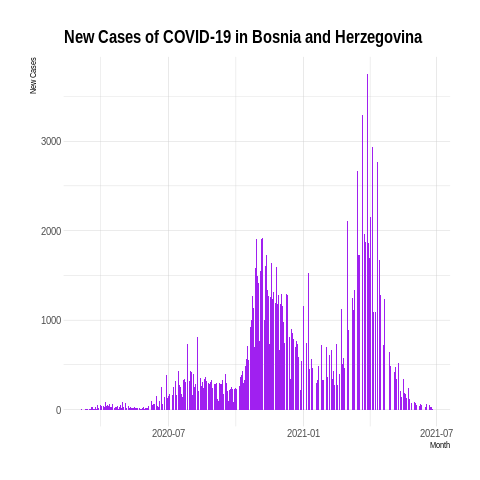 New Cases of COVID-19 in Bosnia and Herzegovina
New Cases
3000
2000
1000
0
2020-07
2021-01
2021-07
Month